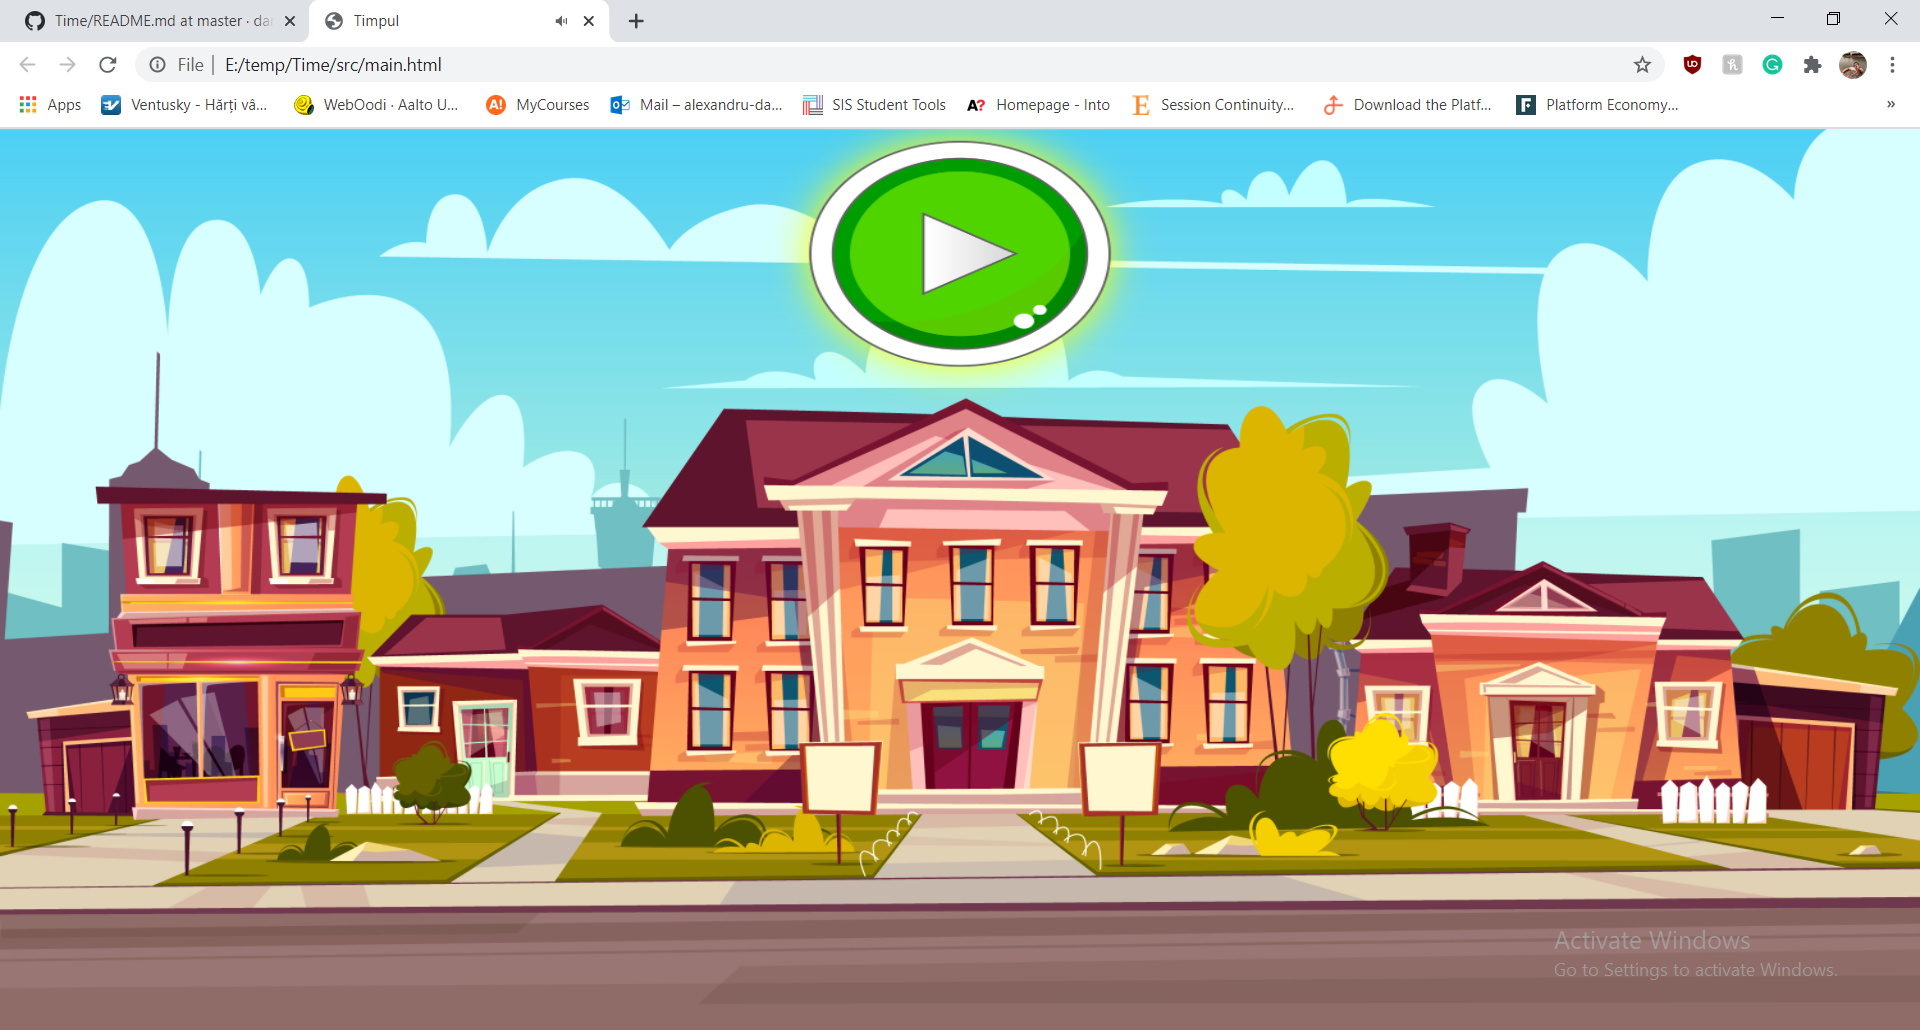 Time/README.md at master · da
Timpul
File
E:/temp/Time/src/main.html
Apps
Ventusky - Hărți vâ...
WebOodi · Aalto U...
MyCourses
Mail – alexandru-da...
SIS Student Tools
Homepage - Into
Session Continuity...
Download the Platf...
Platform Economy...
Activate Windows
Go to Settings to activate Windows.